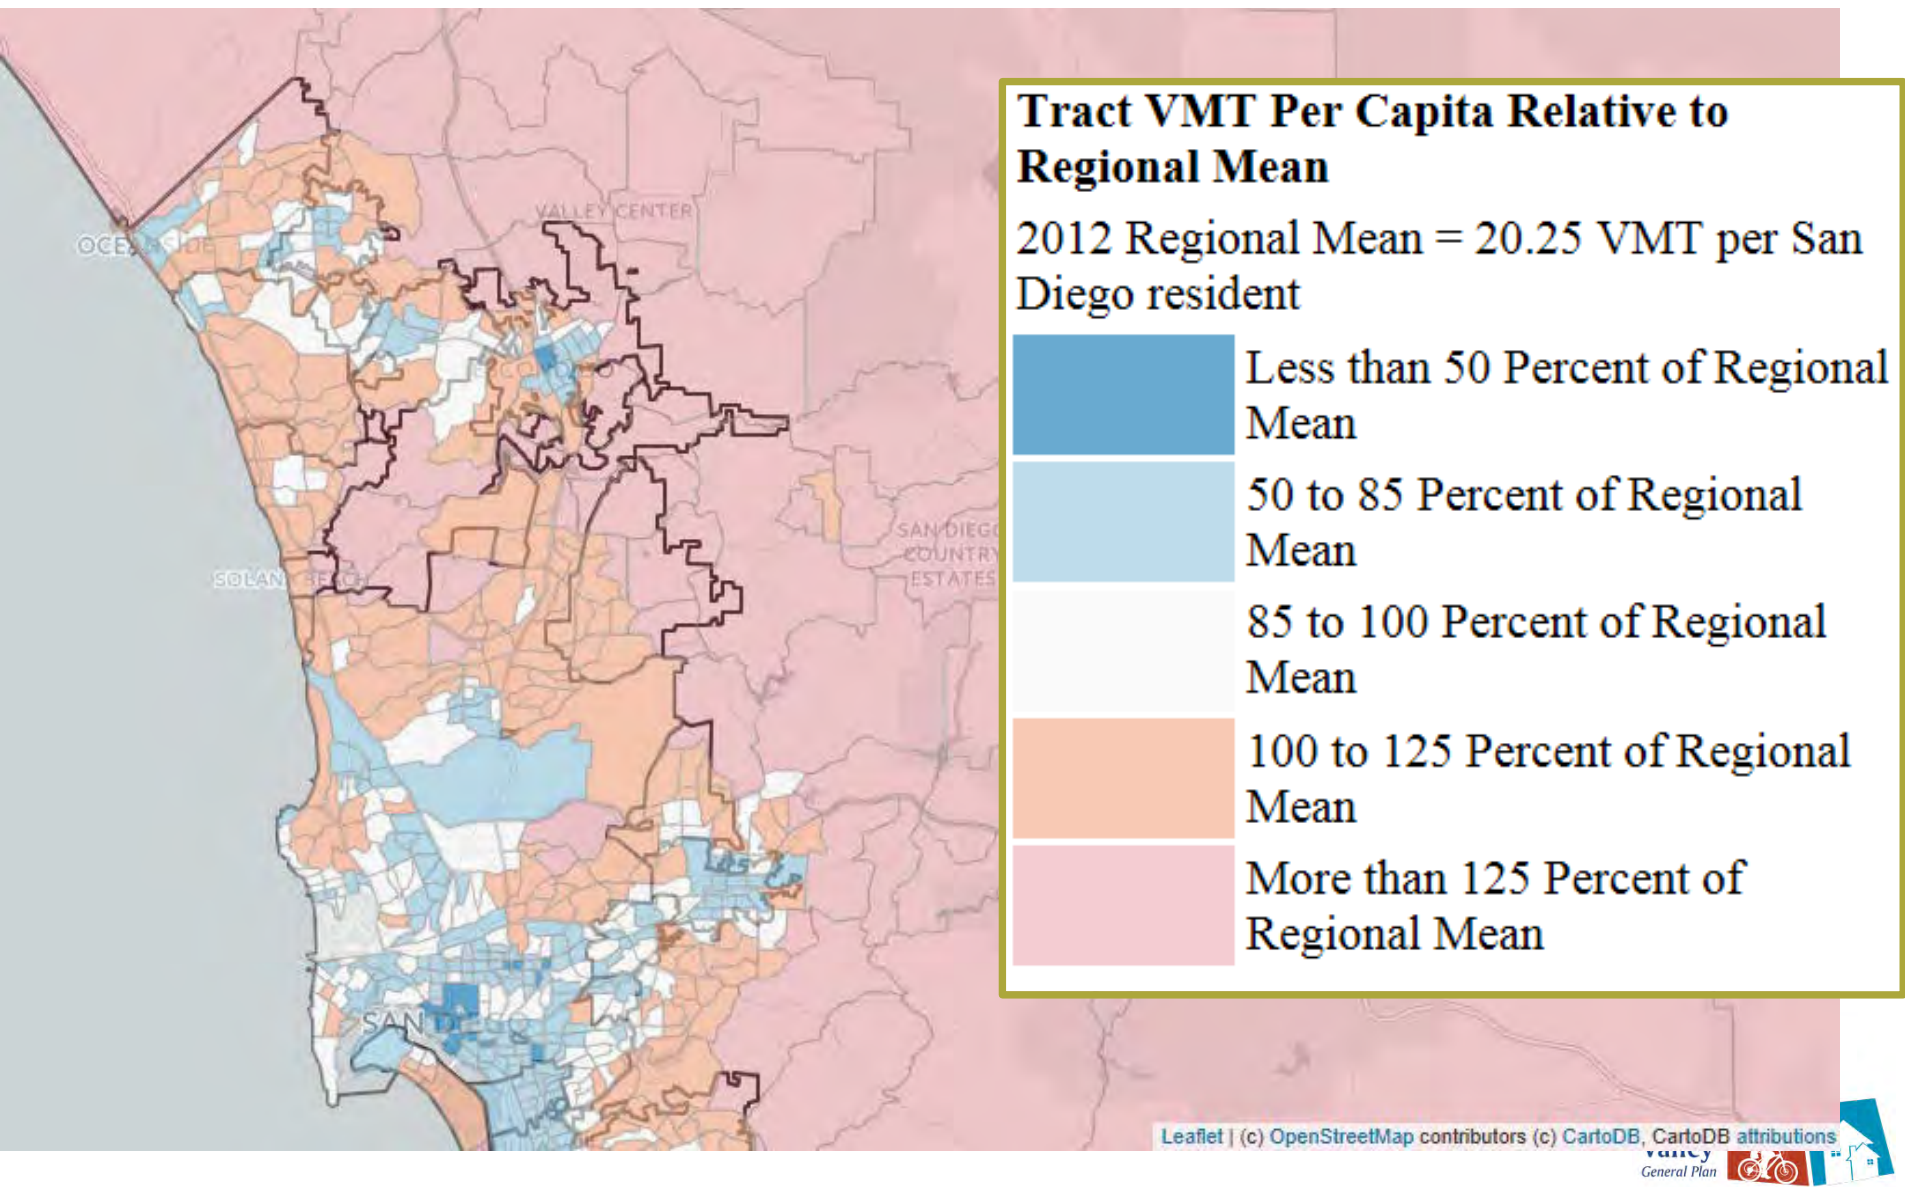 Tract VMT Per Capita Relative to
Regional Mean
2012 Regional Mean = 20.25 VMT per San
Diego resident
Less than 50 Percent of Regional
Mean
50 to 85 Percent of Regional
Mean
85 to 100 Percent of Regional
Mean
100 to 125 Percent of Regional
Mean
More than 125 Percent of
Regional Mean
VALLEY CENTER
OCEANSIDE
SAN DIEGO
COUNTRY
ESTATES
SOLANA BEACH
SAN
Leaflet | (c) OpenStreetMap contributors (c) CartoDB, CartoDB attributions
Valley
General Plan